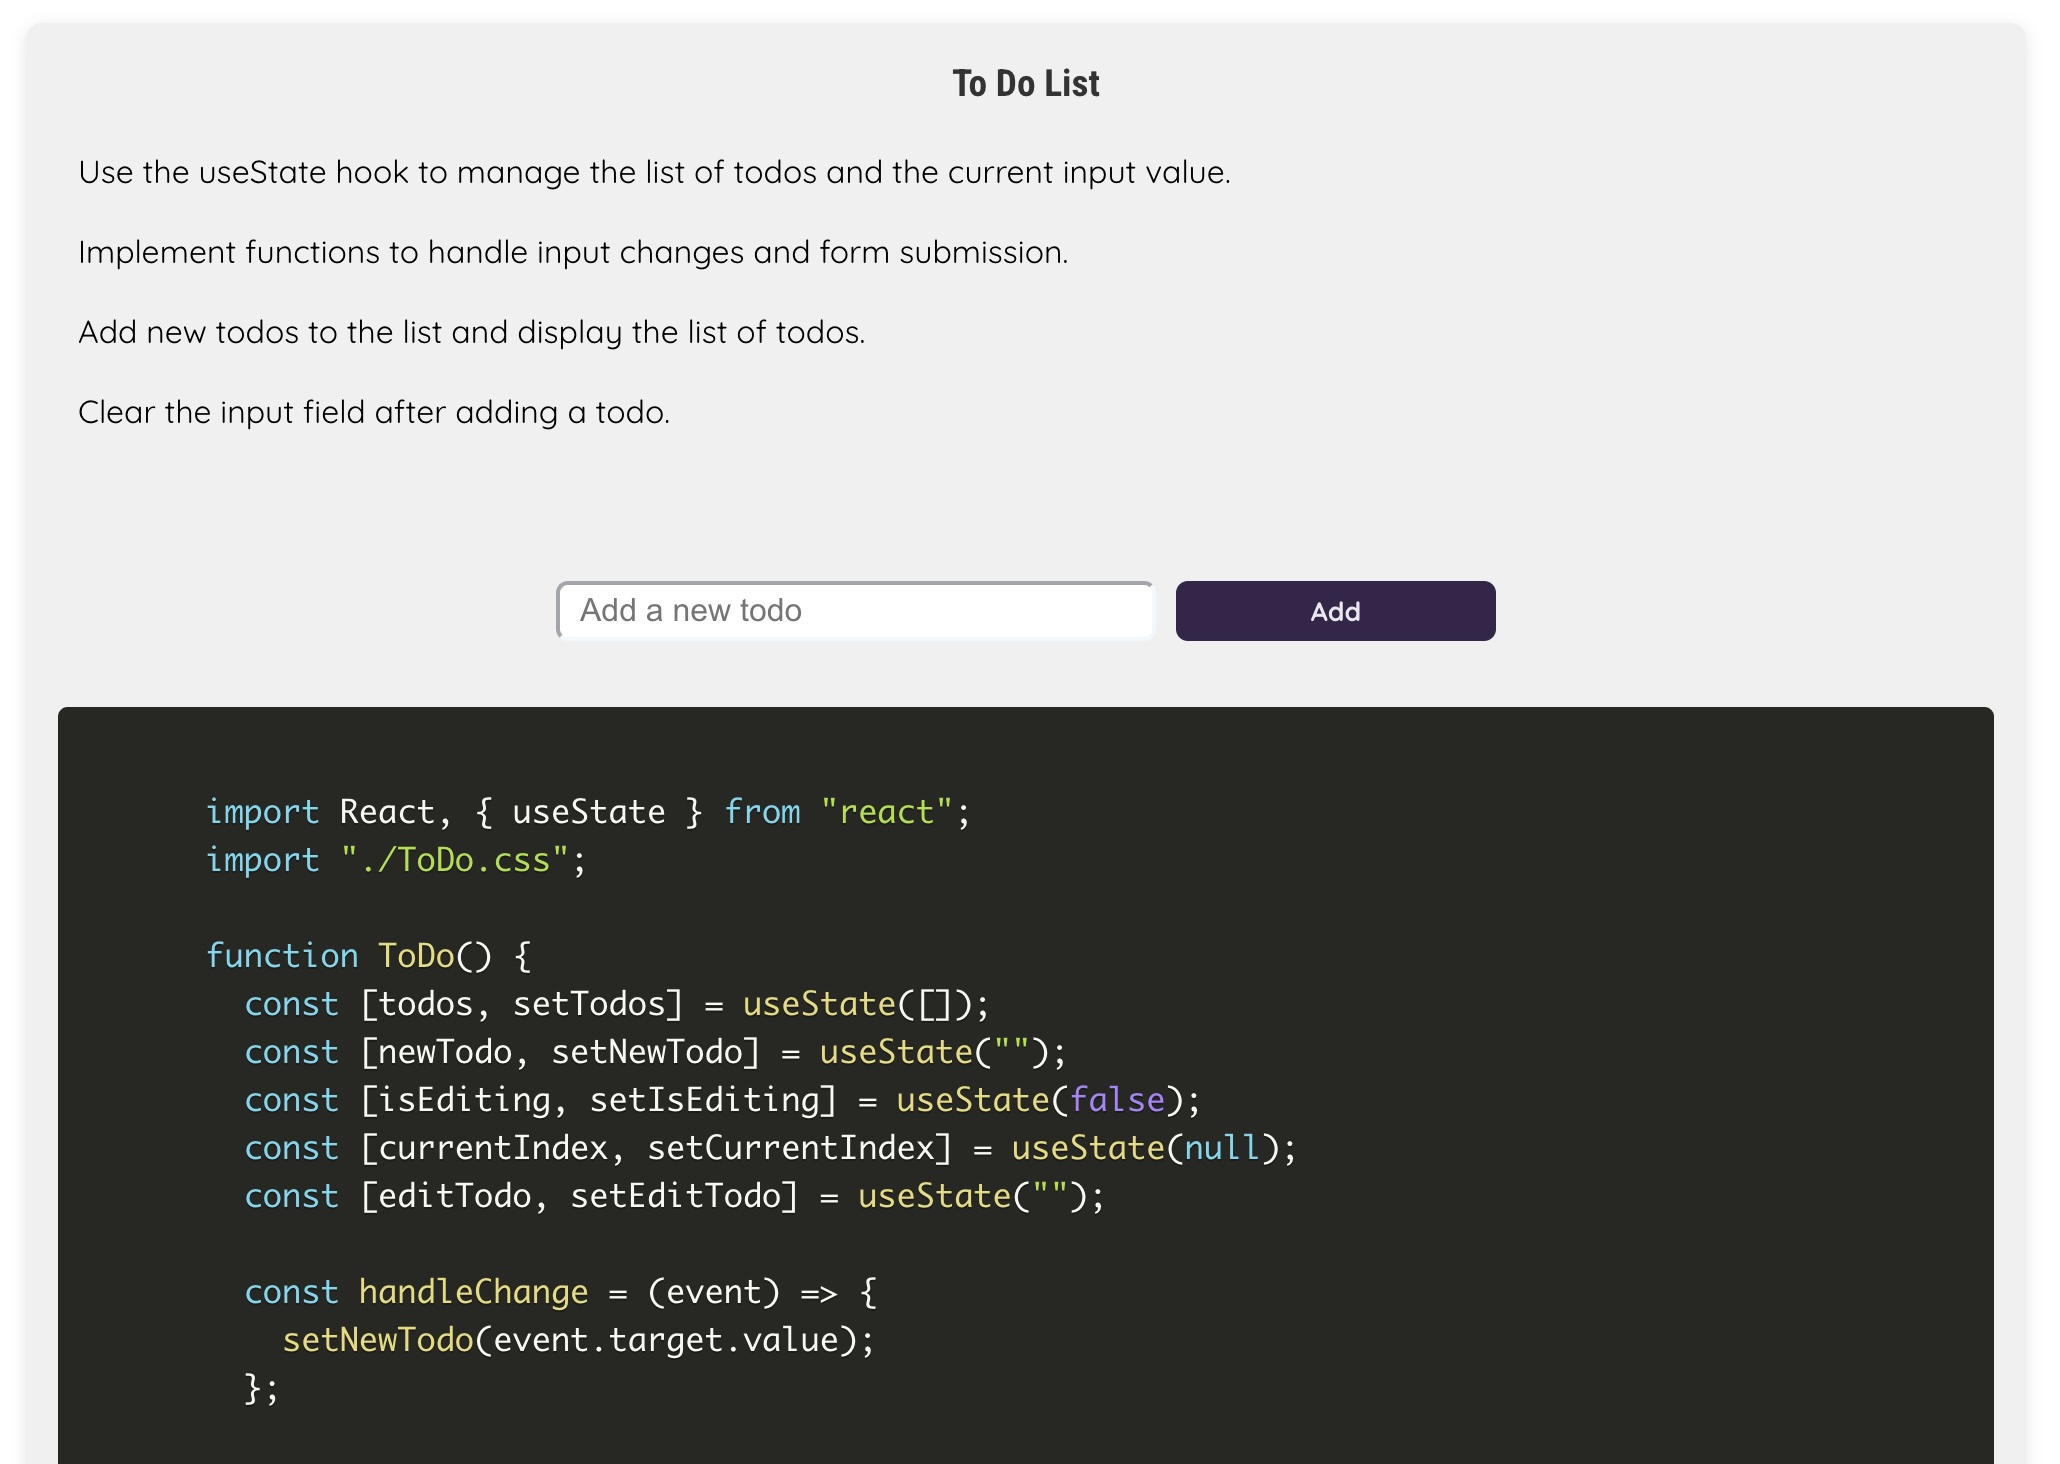 To Do List
Use the useState hook to manage the list of todos and the current input value.
Implement functions to handle input changes and form submission.
Add new todos to the list and display the list of todos.
Clear the input field after adding a todo.
Add a new todo
Add
import React, { useState } from "react";
import "./ToDo.css";
function ToDo() {
  const [todos, setTodos] = useState([]);
  const [newTodo, setNewTodo] = useState("");
  const [isEditing, setIsEditing] = useState(false);
  const [currentIndex, setCurrentIndex] = useState(null);
  const [editTodo, setEditTodo] = useState("");
  const handleChange = (event) => {
    setNewTodo(event.target.value);
  };